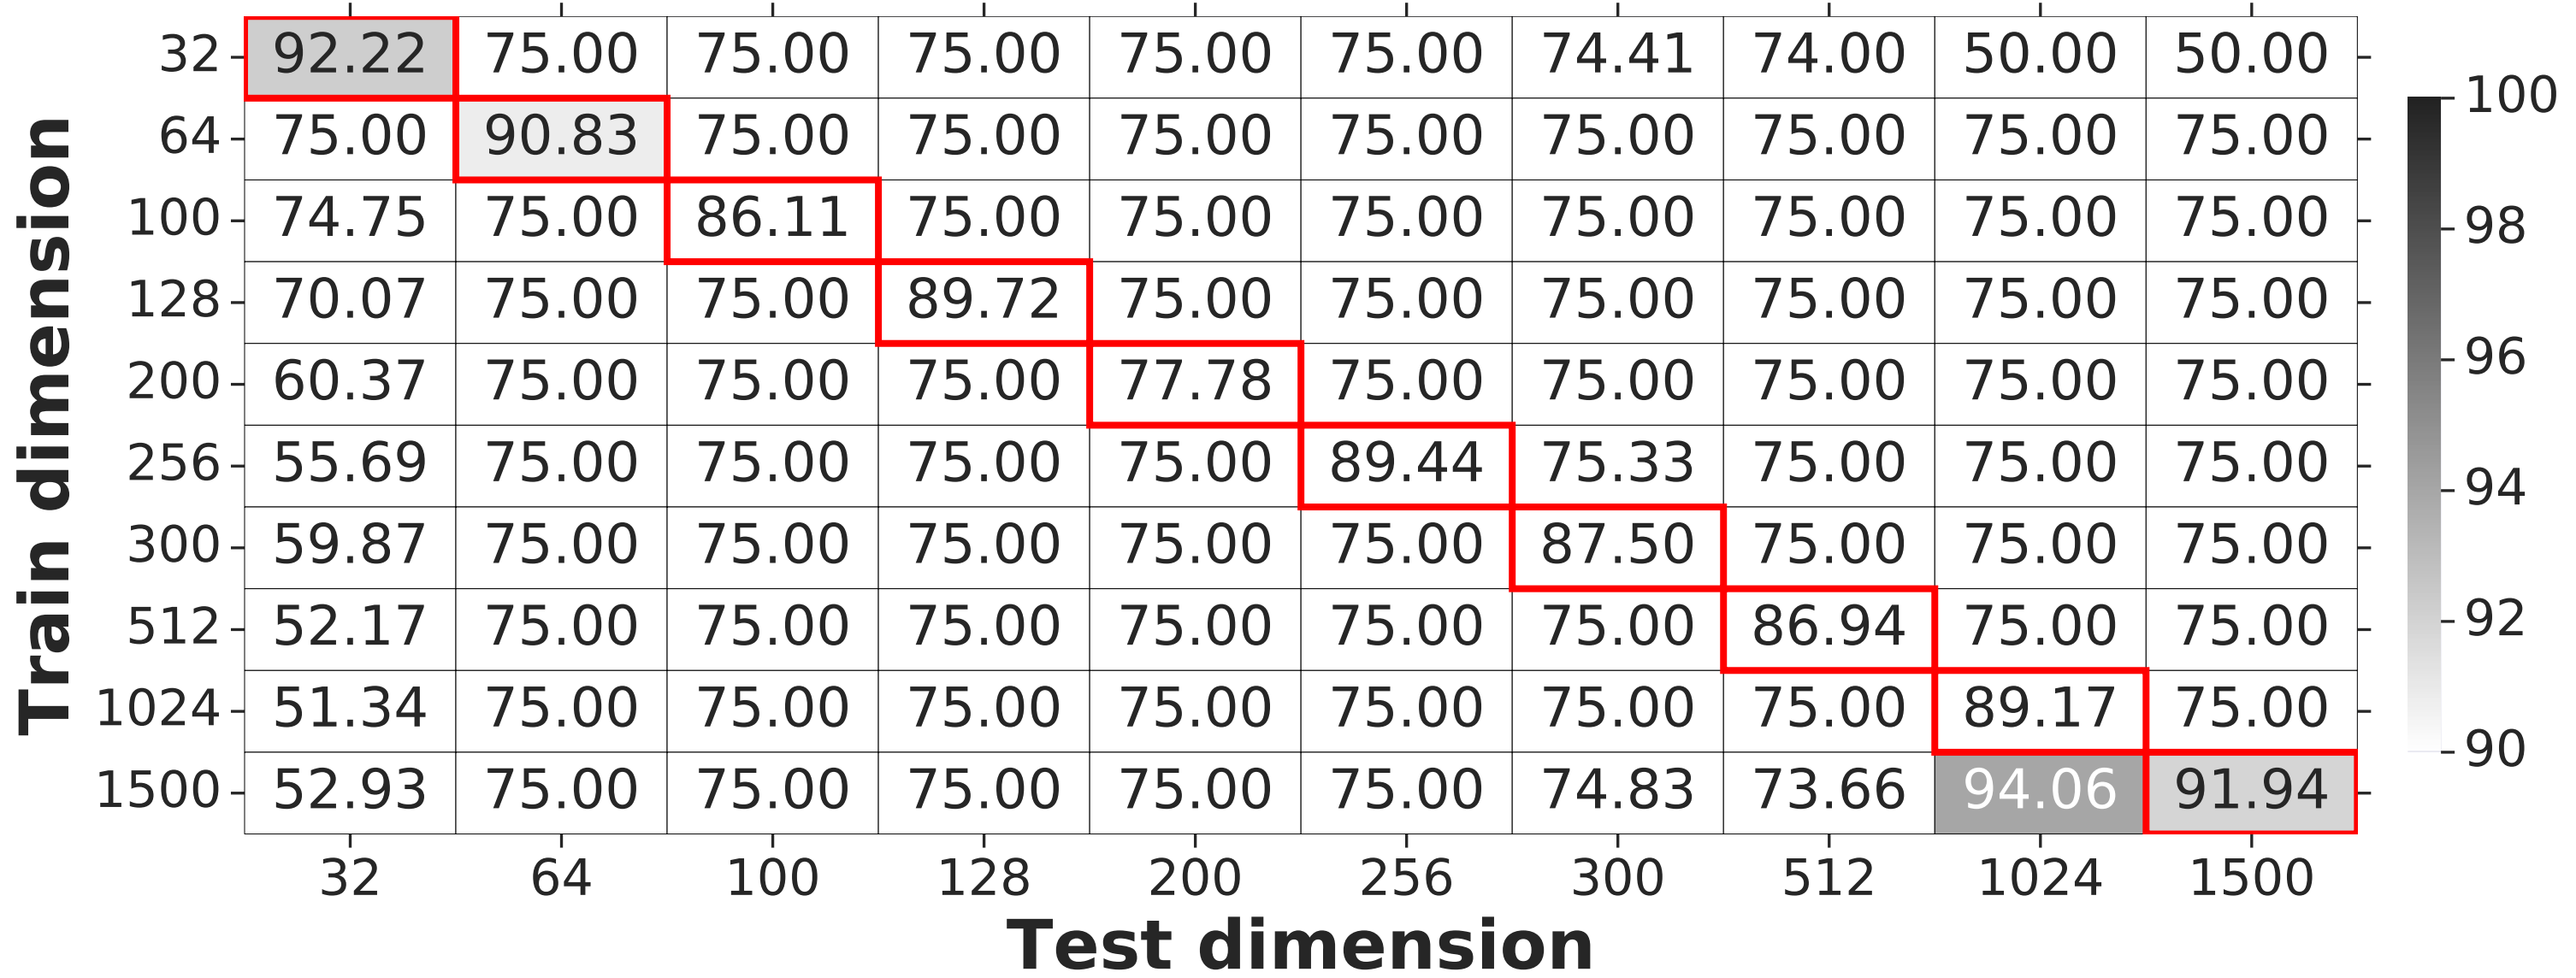 Train dimension
32 92.22 75.00 75.00 75.00 75.00 75.00 74.41 74.00 50.00 50.00
64 75.00 90.83 75.00 75.00 75.00 75.00 75.00 75.00 75.00 75.00
100 74.75 75.00 86.11 75.00 75.00 75.00 75.00 75.00 75.00 75.00
128 70.07 75.00 75.00 89.72 75.00 75.00 75.00 75.00 75.00 75.00
200 60.37 75.00 75.00 75.00 77.78 75.00 75.00 75.00 75.00 75.00
256 55.69 75.00 75.00 75.00 75.00 89.44 75.33 75.00 75.00 75.00
300 59.87 75.00 75.00 75.00 75.00 75.00 87.50 75.00 75.00 75.00
512 52.17 75.00 75.00 75.00 75.00 75.00 75.00 86.94 75.00 75.00
1024 51.34 75.00 75.00 75.00 75.00 75.00 75.00 75.00 89.17 75.00
1500 52.93 75.00 75.00 75.00 75.00 75.00 74.83 73.66 94.06 91.94
32 64 100 128 200 256 300 512 1024 1500
Test dimension
100
98
96
94
92
90